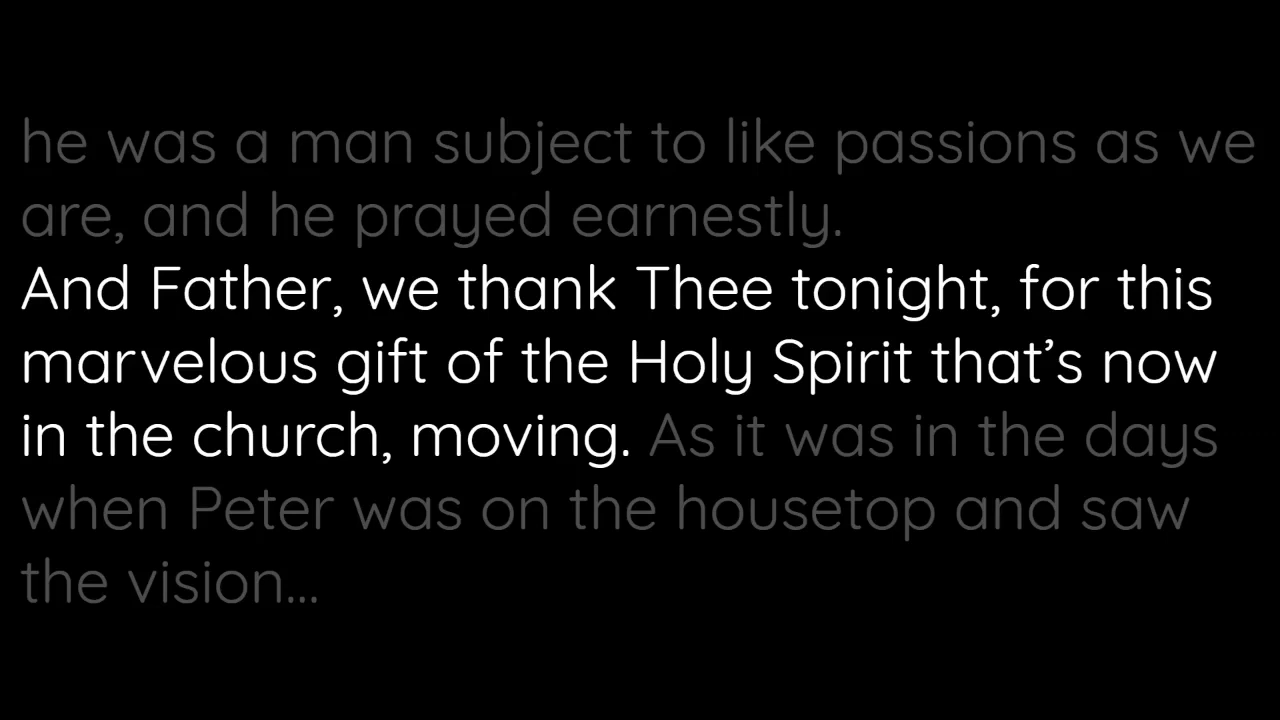 he was a man subject to like passions as we
are, and he prayed earnestly.
And Father, we thank Thee tonight, for this
marvelous gift of the Holy Spirit that’s now
in the church, moving. As it was in the days
when Peter was on the housetop and saw
the vision...